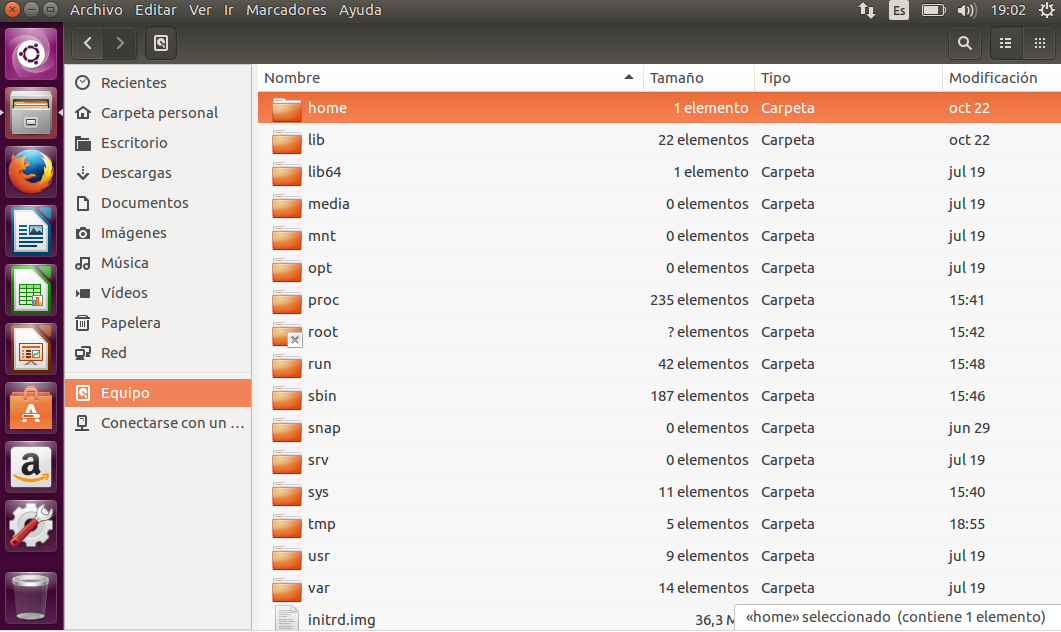 Archivo Editar Ver Ir Marcadores Ayuda Es 19:02
Nombre Tamaño Tipo Modificación
Recientes
Carpeta personal
Escritorio
Descargas
Documentos
Imágenes
Música
Vídeos
Papelera
Red
Equipo
Conectarse con un ...
home 1 elemento Carpeta oct 22
lib 22 elementos Carpeta oct 22
lib64 1 elemento Carpeta jul 19
media 0 elementos Carpeta jul 19
mnt 0 elementos Carpeta jul 19
opt 0 elementos Carpeta jul 19
proc 235 elementos Carpeta 15:41
root ? elementos Carpeta 15:42
run 42 elementos Carpeta 15:48
sbin 187 elementos Carpeta 15:46
snap 0 elementos Carpeta jun 29
srv 0 elementos Carpeta jul 19
sys 11 elementos Carpeta 15:40
tmp 5 elementos Carpeta 18:55
usr 9 elementos Carpeta jul 19
var 14 elementos Carpeta jul 19
initrd.img 36,3 M
«home» seleccionado (contiene 1 elemento)